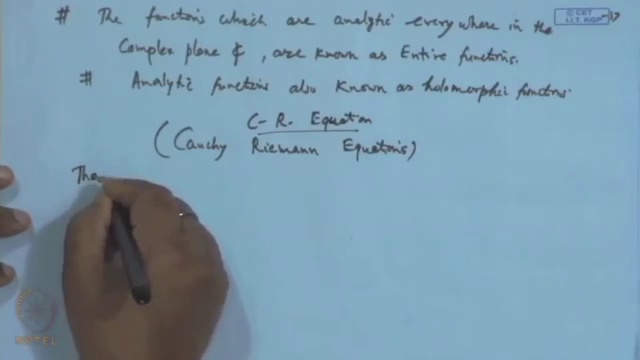 # The functions which are analytic everywhere in the
Complex plane ₵, are known as Entire functions.
# Analytic functions also known as holomorphic functions.
C-R. Equation
(Cauchy Riemann Equations)
The
© CET
I.I.T. KGP
NPTEL